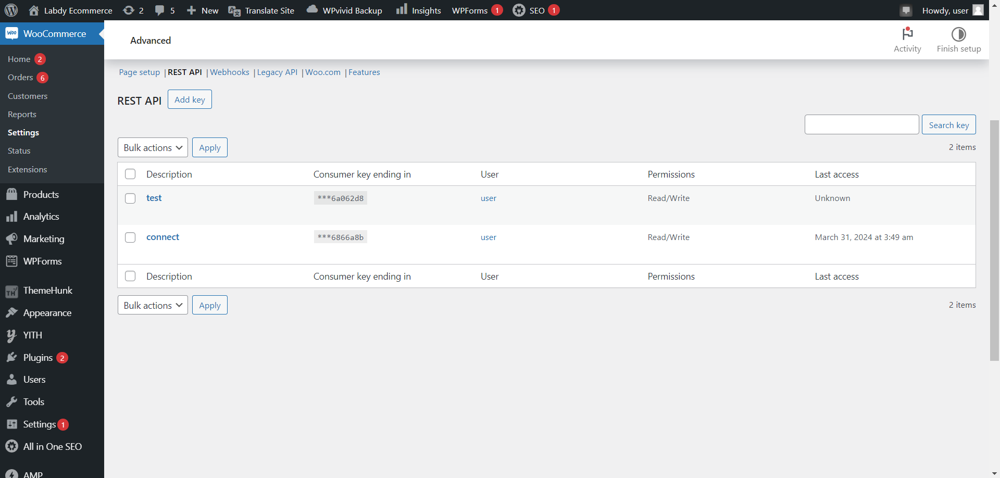 Labdy Ecommerce 2 5 New Translate Site WPvivid Backup Insights WPForms 1 SEO 1 Howdy, user
woo WooCommerce
Home 2
Orders 6
Customers
Reports
Settings
Status
Extensions
Products
Analytics
Marketing
WPForms
TH ThemeHunk
Appearance
YITH
Plugins 2
Users
Tools
Settings 1
All in One SEO
AMP
Advanced
Activity
Finish setup
Page setup | REST API | Webhooks | Legacy API | Woo.com | Features
REST API Add key
Search key
Bulk actions Apply 2 items
Description Consumer key ending in User Permissions Last access
test ***6a062d8 user Read/Write Unknown
connect ***6866a8b user Read/Write March 31, 2024 at 3:49 am
Description Consumer key ending in User Permissions Last access
Bulk actions Apply 2 items